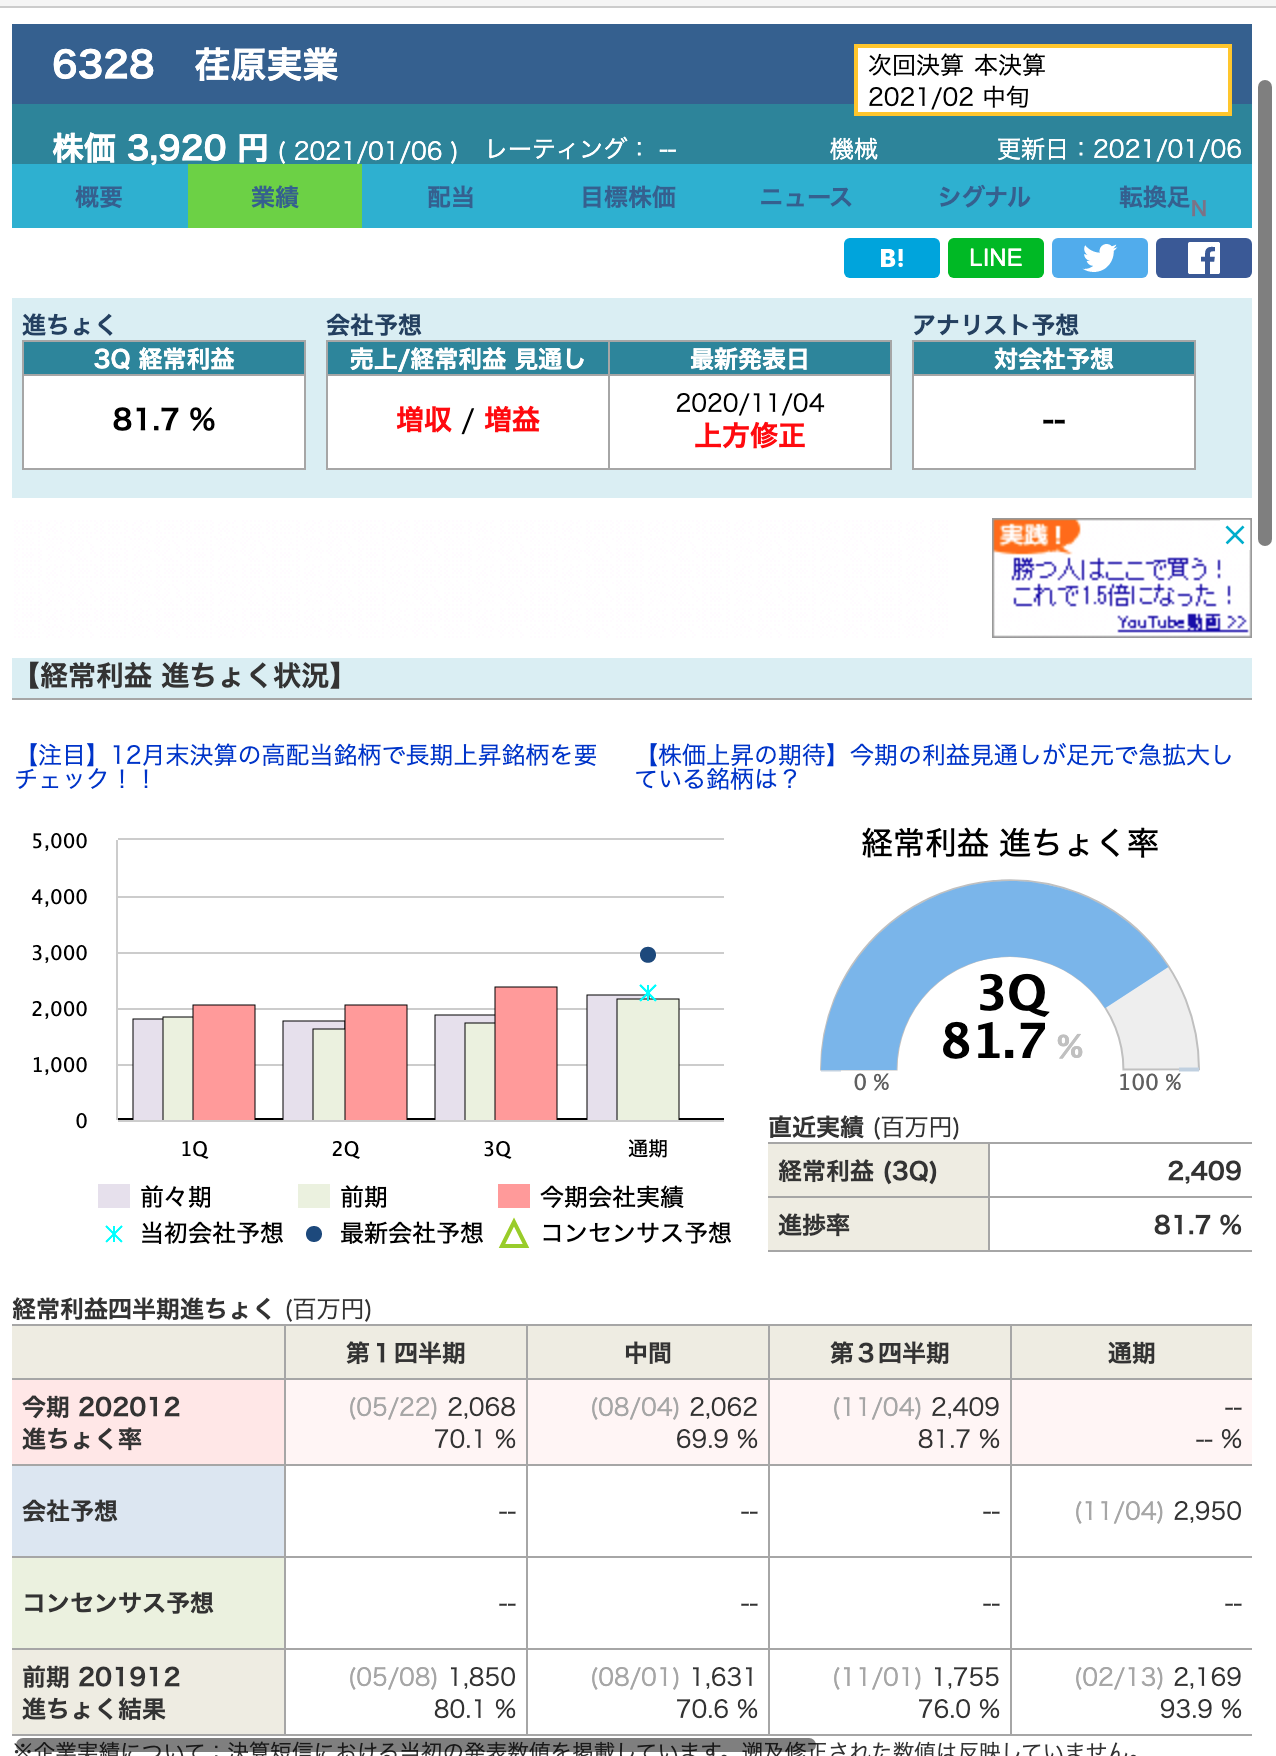 6328 荏原実業
次回決算 本決算
2021/02 中旬
株価 3,920 円 ( 2021/01/06 ) レーティング： -- 機械 更新日：2021/01/06
概要 業績 配当 目標株価 ニュース シグナル 転換足N
B! LINE
進ちょく 会社予想 アナリスト予想
3Q 経常利益 売上/経常利益 見通し 最新発表日 対会社予想
81.7 % 増収 / 増益 2020/11/04 --
上方修正
実践！
勝つ人はここで買う！
これで1.5倍になった！
YouTube動画 >>
【経常利益 進ちょく状況】
【注目】12月末決算の高配当銘柄で長期上昇銘柄を要
チェック！！
【株価上昇の期待】今期の利益見通しが足元で急拡大し
ている銘柄は？
5,000
4,000
3,000
2,000
1,000
0
1Q 2Q 3Q 通期
前々期 前期 今期会社実績
当初会社予想 最新会社予想 コンセンサス予想
経常利益 進ちょく率
3Q
81.7 %
0 % 100 %
直近実績 (百万円)
経常利益 (3Q) 2,409
進捗率 81.7 %
経常利益四半期進ちょく (百万円)
第１四半期 中間 第３四半期 通期
今期 202012 (05/22) 2,068 (08/04) 2,062 (11/04) 2,409 --
進ちょく率 70.1 % 69.9 % 81.7 % -- %
会社予想 -- -- -- (11/04) 2,950
コンセンサス予想 -- -- -- --
前期 201912 (05/08) 1,850 (08/01) 1,631 (11/01) 1,755 (02/13) 2,169
進ちょく結果 80.1 % 70.6 % 76.0 % 93.9 %
※企業実績について：決算短信における当初の発表数値を掲載しています。遡及修正された数値は反映していません。